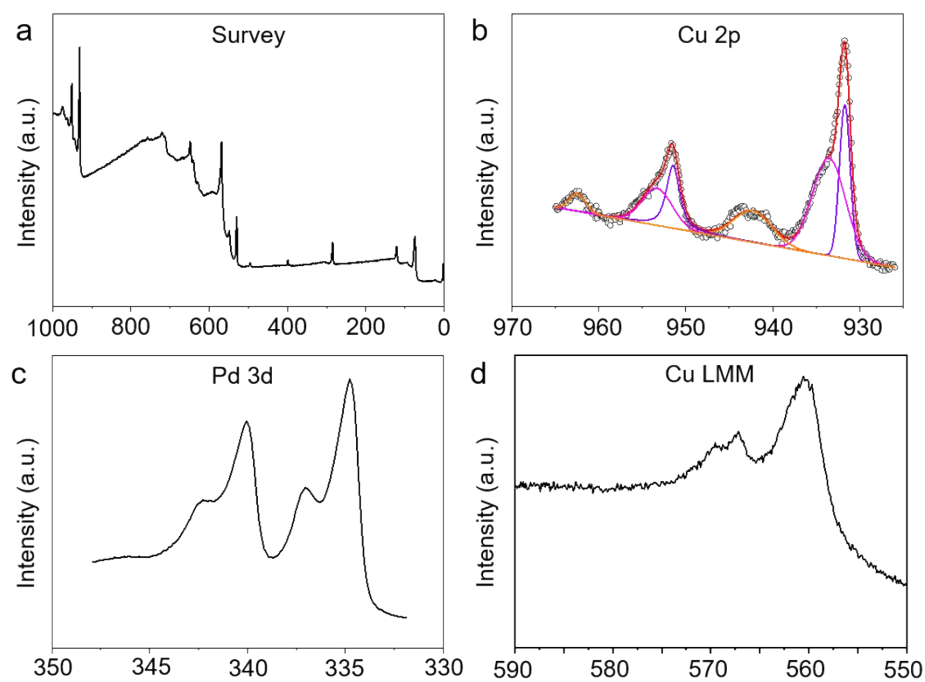 a
Survey
Intensity (a.u.)
1000 800 600 400 200 0
b
Cu 2p
Intensity (a.u.)
970 960 950 940 930
c
Pd 3d
Intensity (a.u.)
350 345 340 335 330
d
Cu LMM
Intensity (a.u.)
590 580 570 560 550